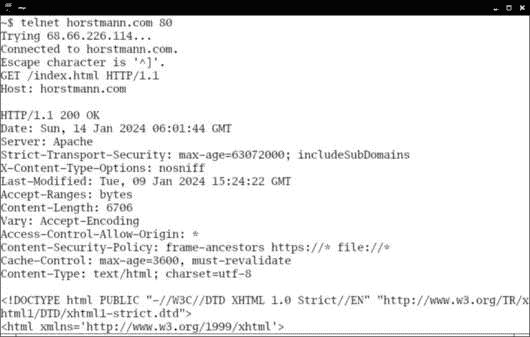 ~$ telnet horstmann.com 80
Trying 68.66.226.114...
Connected to horstmann.com.
Escape character is '^]'.
GET /index.html HTTP/1.1
Host: horstmann.com

HTTP/1.1 200 OK
Date: Sun, 14 Jan 2024 06:01:44 GMT
Server: Apache
Strict-Transport-Security: max-age=63072000; includeSubDomains
X-Content-Type-Options: nosniff
Last-Modified: Tue, 09 Jan 2024 15:24:22 GMT
Accept-Ranges: bytes
Content-Length: 6706
Vary: Accept-Encoding
Access-Control-Allow-Origin: *
Content-Security-Policy: frame-ancestors https://* file://*
Cache-Control: max-age=3600, must-revalidate
Content-Type: text/html; charset=utf-8

<!DOCTYPE html PUBLIC "-//W3C//DTD XHTML 1.0 Strict//EN" "http://www.w3.org/TR/x
html1/DTD/xhtml1-strict.dtd">
<html xmlns='http://www.w3.org/1999/xhtml'>